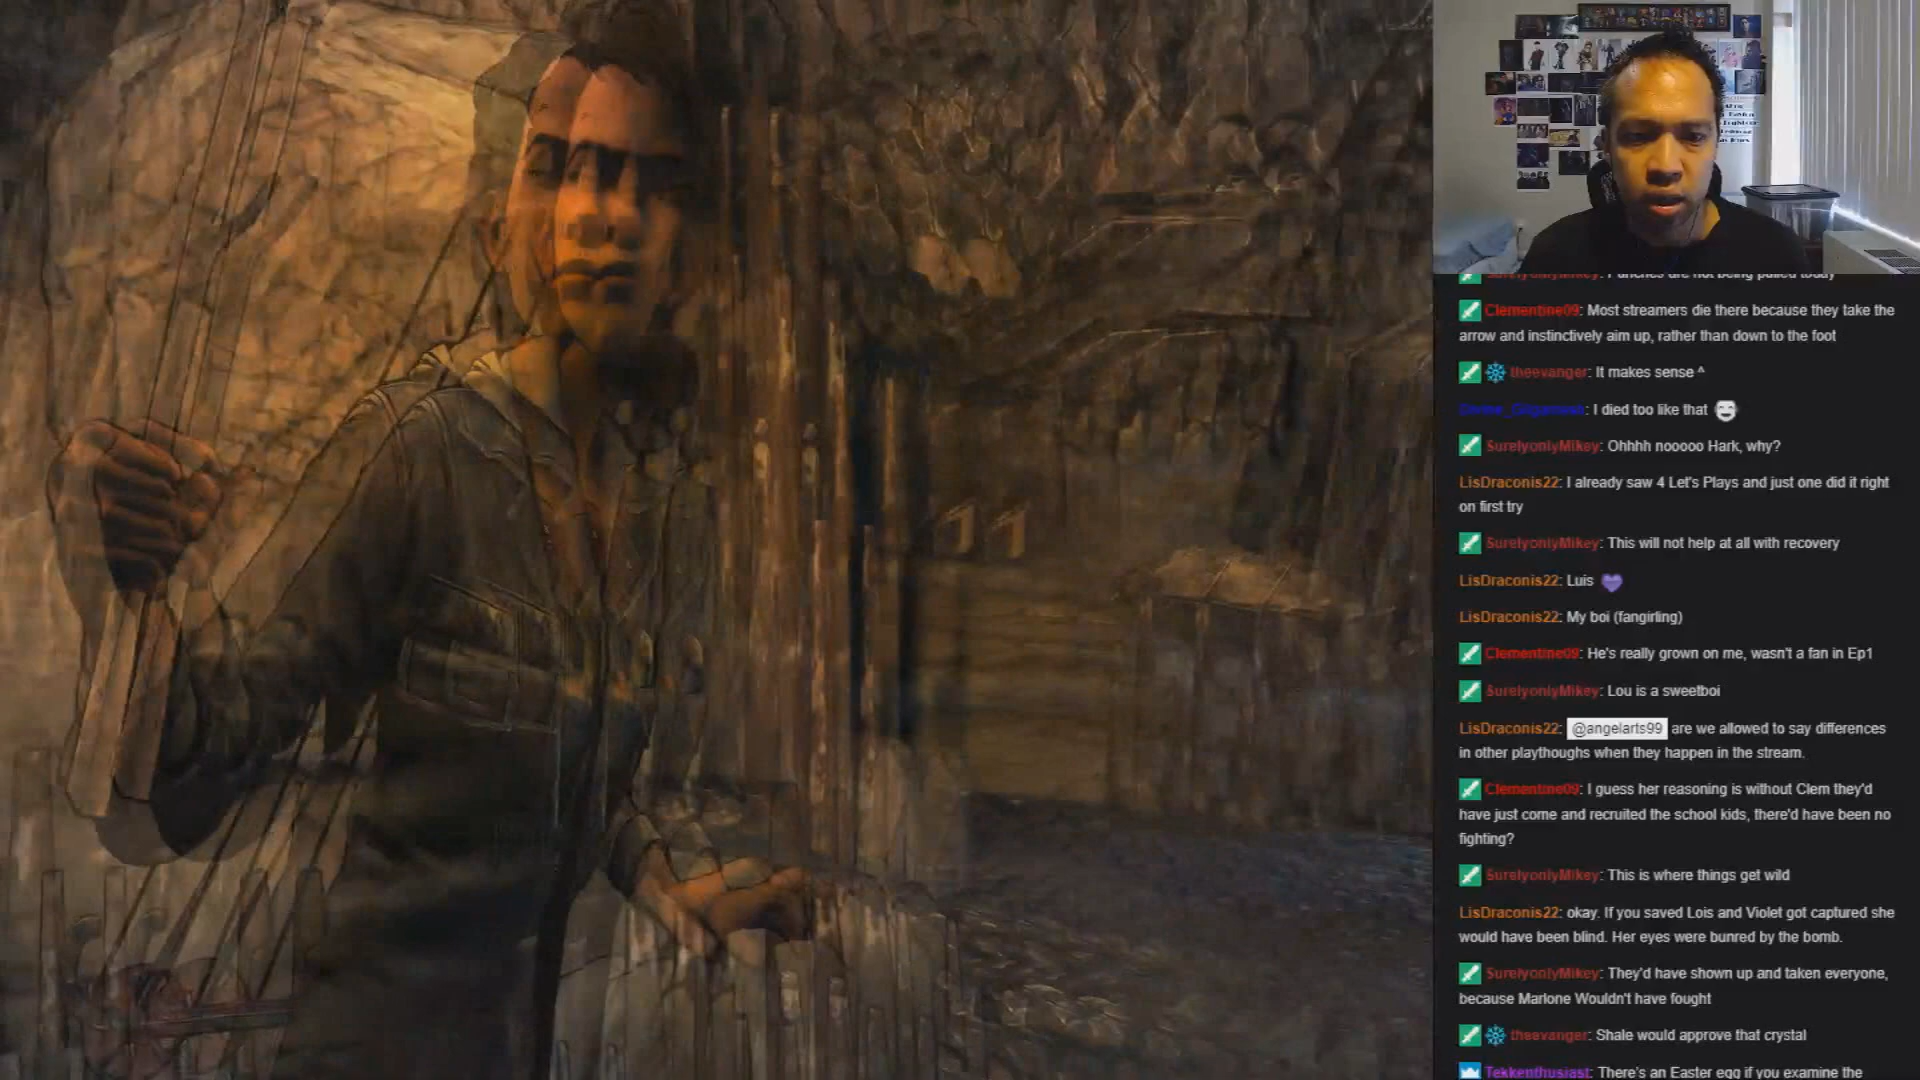 Clementine09: Most streamers die there because they take the
arrow and instinctively aim up, rather than down to the foot
theevanger: It makes sense ^
I died too like that
SurelyonlyMikey: Ohhhh nooooo Hark, why?
LisDraconis22: I already saw 4 Let's Plays and just one did it right
on first try
SurelyonlyMikey: This will not help at all with recovery
LisDraconis22: Luis
LisDraconis22: My boi (fangirling)
Clementine09: He's really grown on me, wasn't a fan in Ep1
SurelyonlyMikey: Lou is a sweetboi
LisDraconis22: @angelarts99 are we allowed to say differences
in other playthoughs when they happen in the stream.
Clementine09: I guess her reasoning is without Clem they'd
have just come and recruited the school kids, there'd have been no
fighting?
SurelyonlyMikey: This is where things get wild
LisDraconis22: okay. If you saved Lois and Violet got captured she
would have been blind. Her eyes were bunred by the bomb.
SurelyonlyMikey: They'd have shown up and taken everyone,
because Marlone Wouldn't have fought
theevanger: Shale would approve that crystal
Tekkenthusiast: There's an Easter egg if you examine the